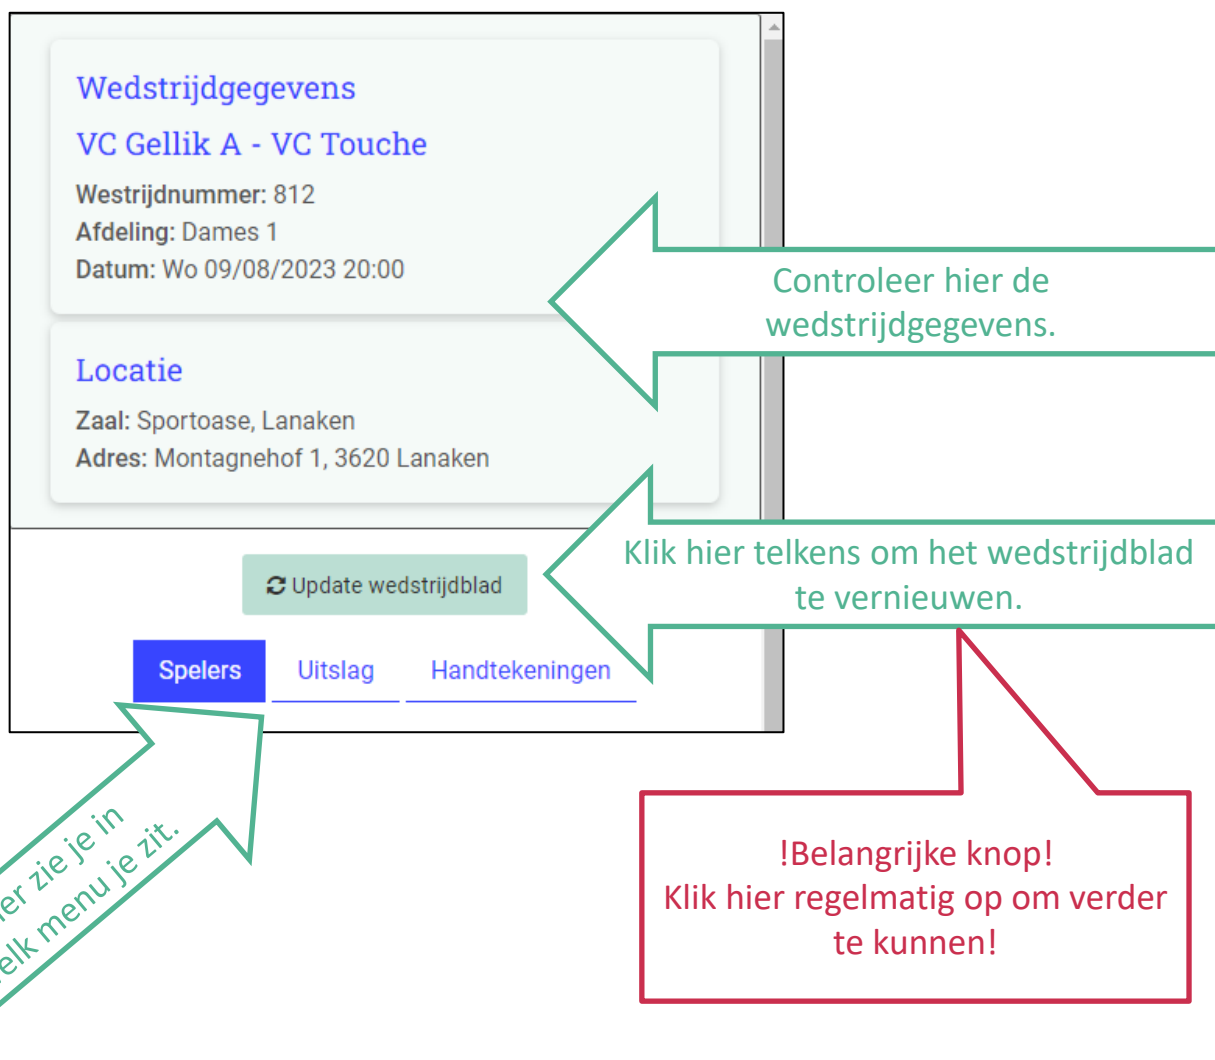 Wedstrijdgegevens
VC Gellik A - VC Touche
Westrijdnummer: 812
Afdeling: Dames 1
Datum: Wo 09/08/2023 20:00
Controleer hier de
wedstrijdgegevens.
Locatie
Zaal: Sportoase, Lanaken
Adres: Montagnehof 1, 3620 Lanaken
Klik hier telkens om het wedstrijdblad
te vernieuwen.
Update wedstrijdblad
Spelers Uitslag Handtekeningen
zie je in
menu je zit.
!Belangrijke knop!
Klik hier regelmatig op om verder
te kunnen!